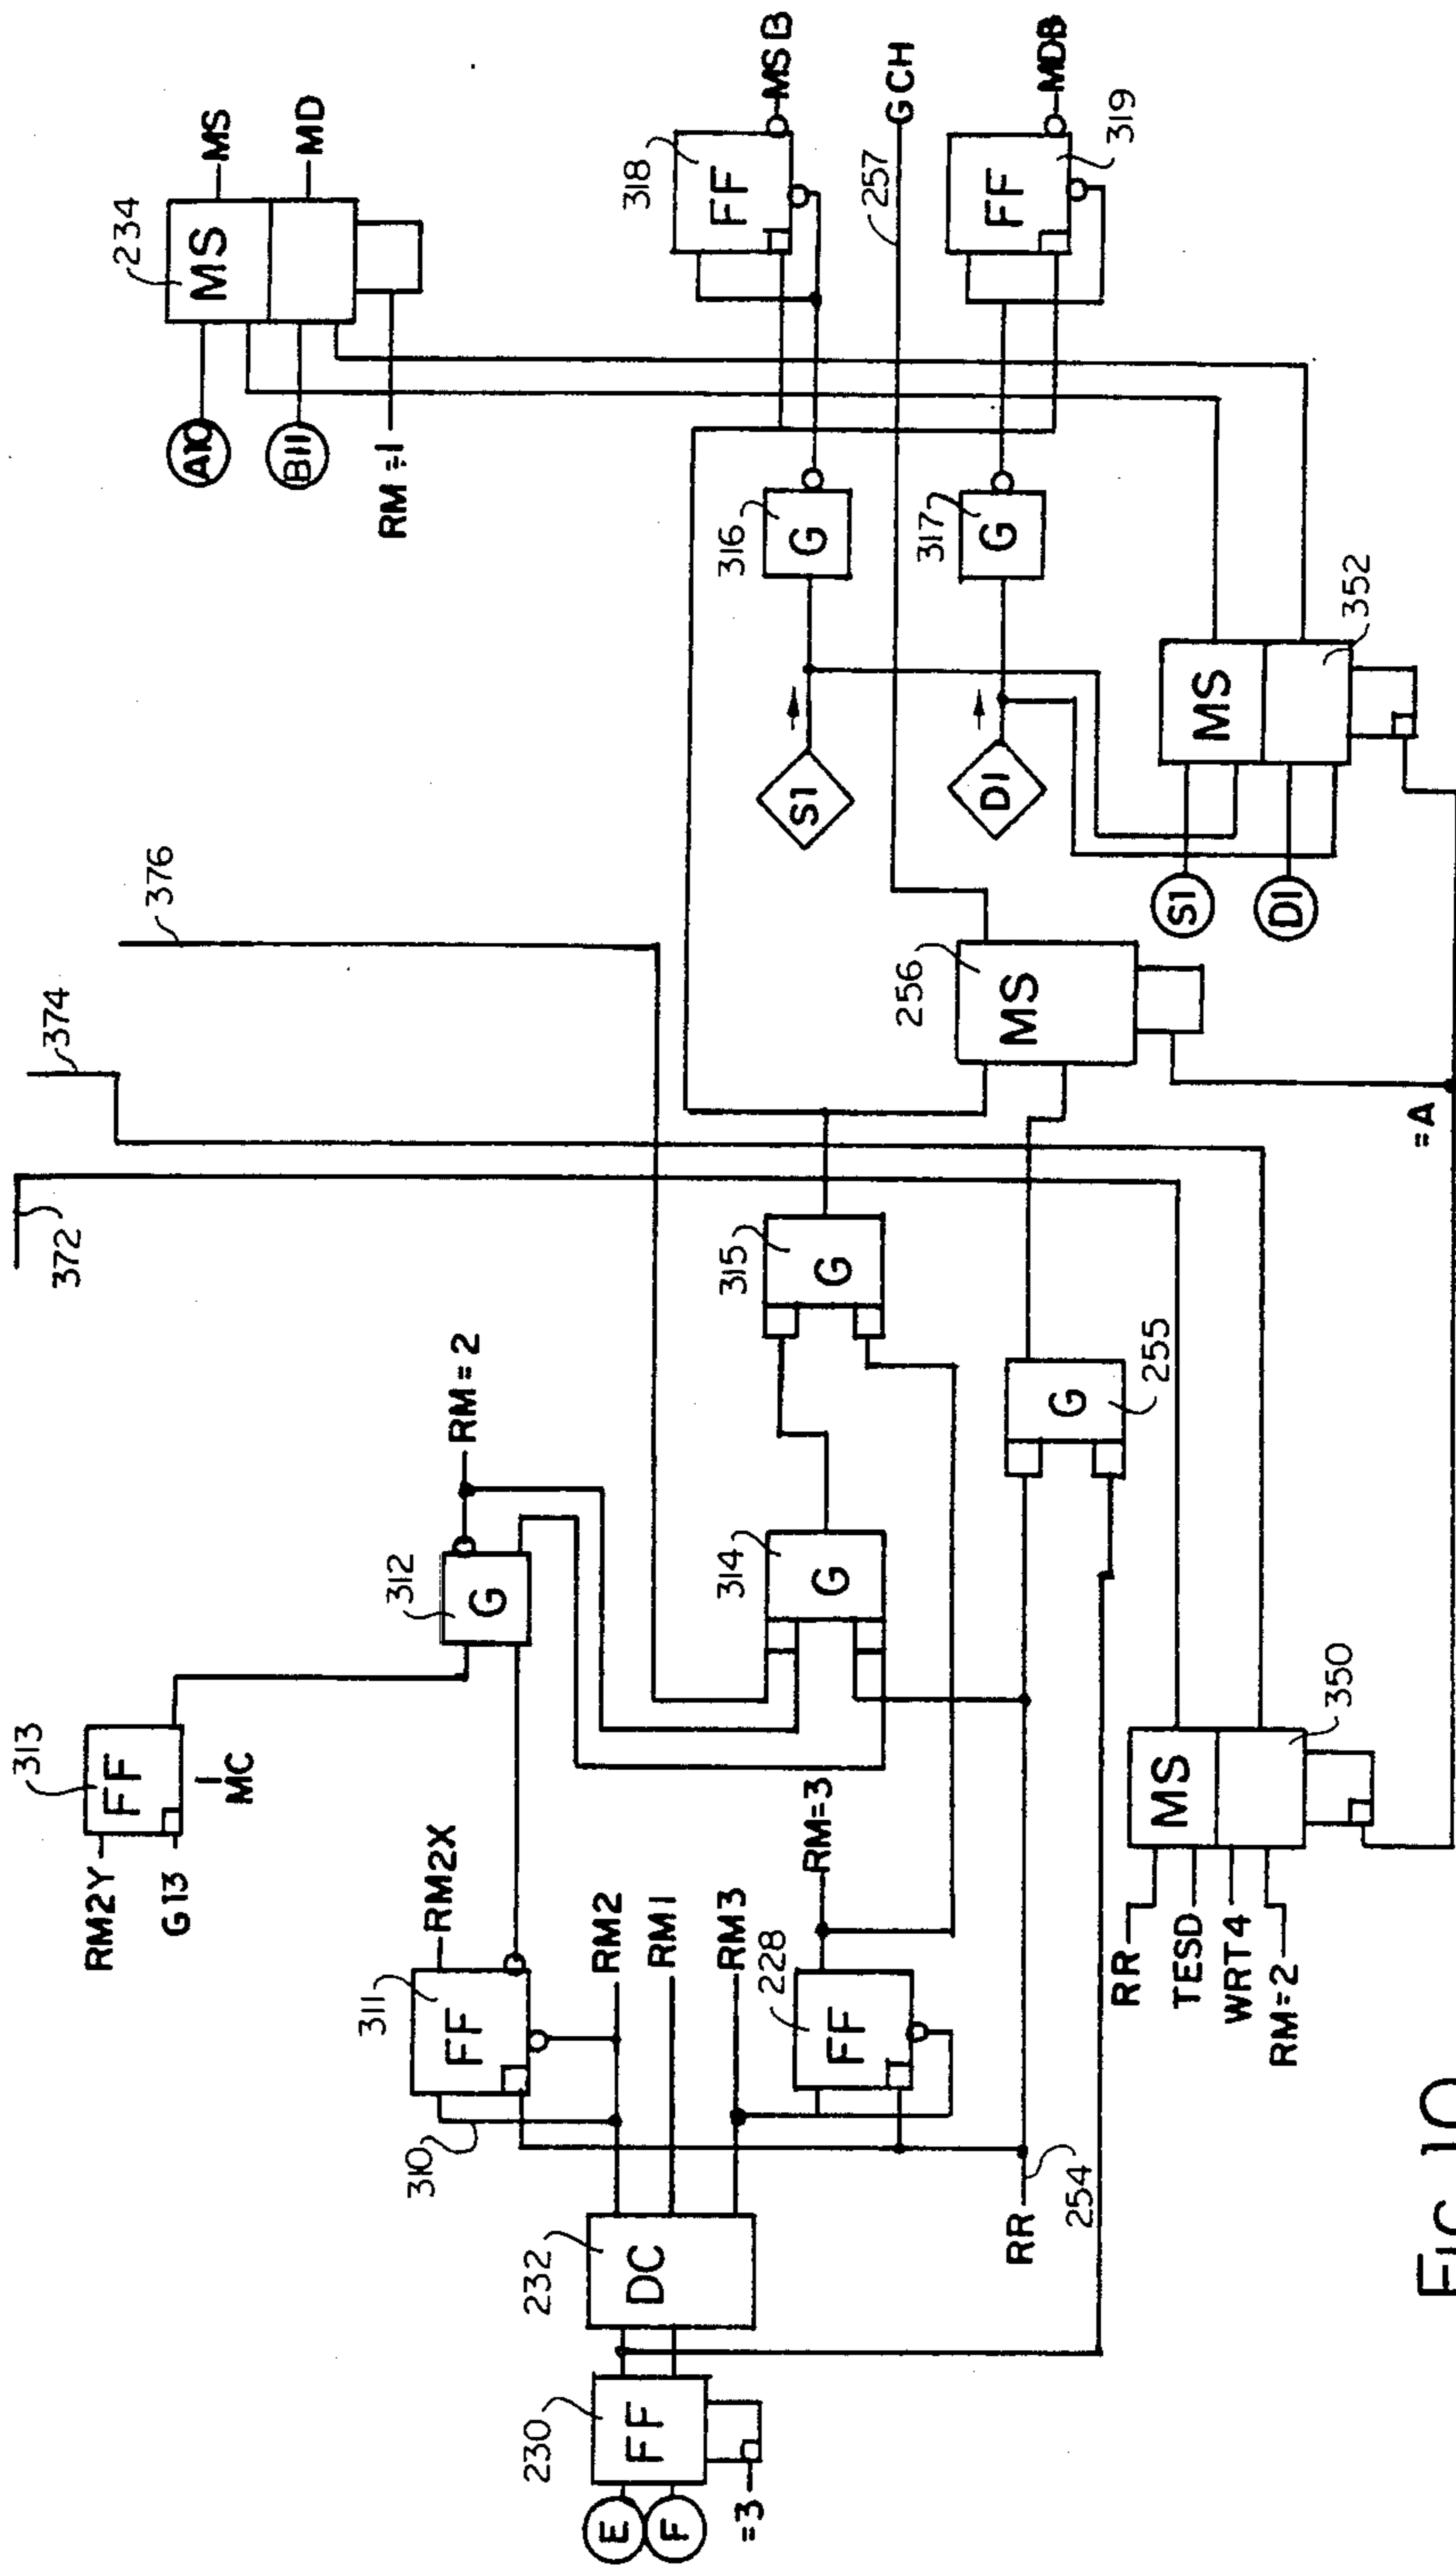 372
374
376
234
MS
MS
MD
A10
B11
RM=1
313
FF
RM2Y
G13
MC
312
G
RM=2
318
FF
MSB
316
G
315
G
314
G
311
FF
RM2X
310
RM2
RM1
RM3
RM=3
228
FF
232
DC
230
FF
E
F
=3
S1
D1
317
G
257
GCH
319
FF
MDB
256
MS
255
G
RR
254
RR
TESD
WRT4
RM=2
MS
350
=A
S1
D1
MS
352
FIG. 10